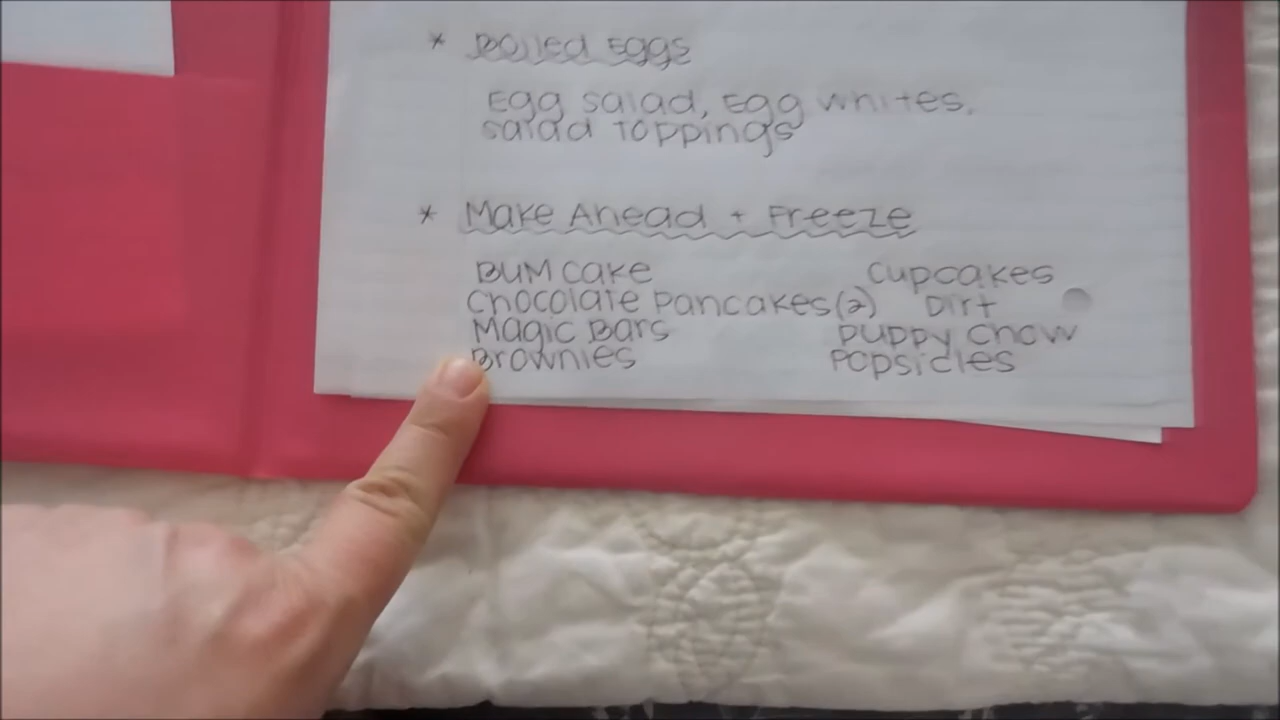 * Boiled Eggs
Egg salad, Egg whites,
salad toppings
* Make Ahead + Freeze
BUM cake Cupcakes
Chocolate Pancakes (2) Dirt
Magic Bars Puppy Chow
Brownies Popsicles